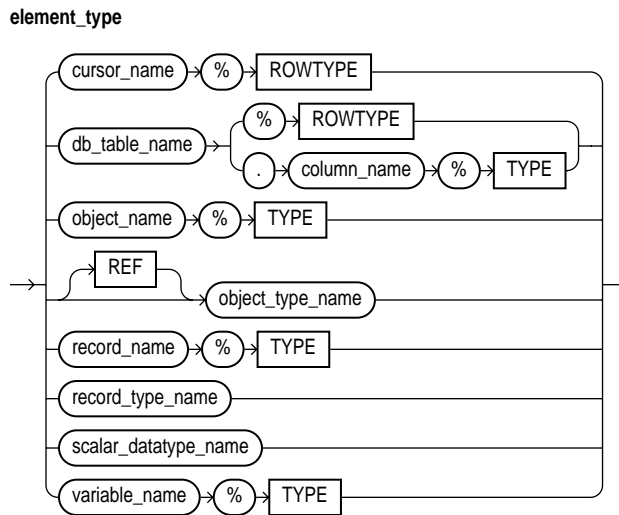 element_type
cursor_name % ROWTYPE
% ROWTYPE
db_table_name
. column_name % TYPE
object_name % TYPE
REF
object_type_name
record_name % TYPE
record_type_name
scalar_datatype_name
variable_name % TYPE